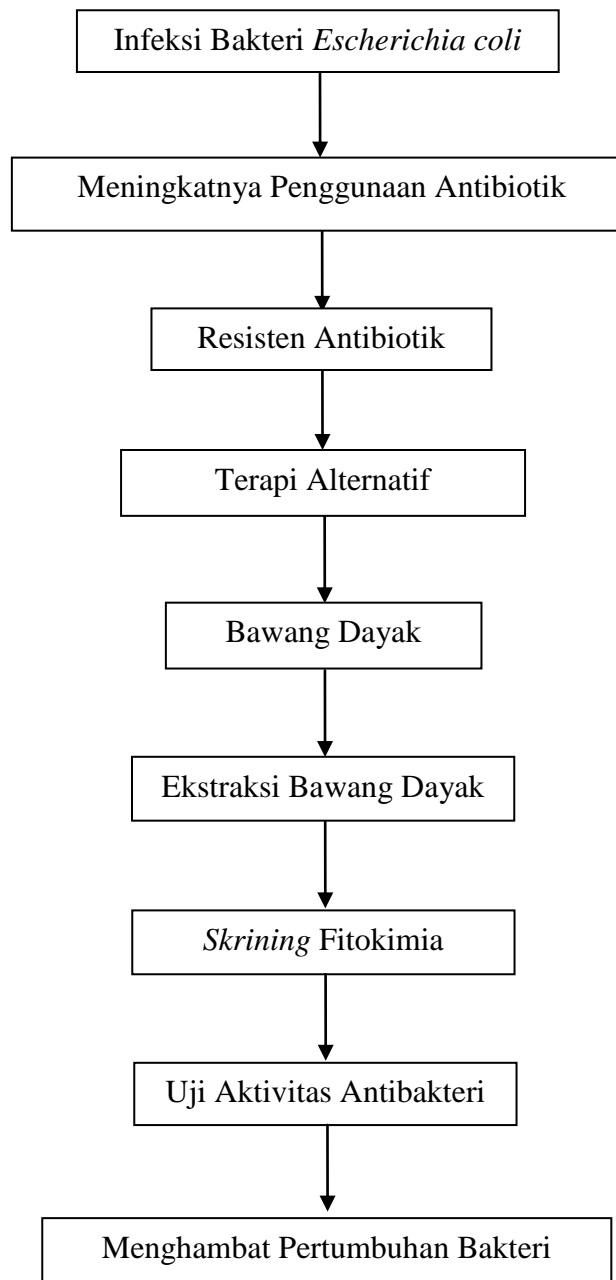 Infeksi Bakteri Escherichia coli
Meningkatnya Penggunaan Antibiotik
Resisten Antibiotik
Terapi Alternatif
Bawang Dayak
Ekstraksi Bawang Dayak
Skrining Fitokimia
Uji Aktivitas Antibakteri
Menghambat Pertumbuhan Bakteri